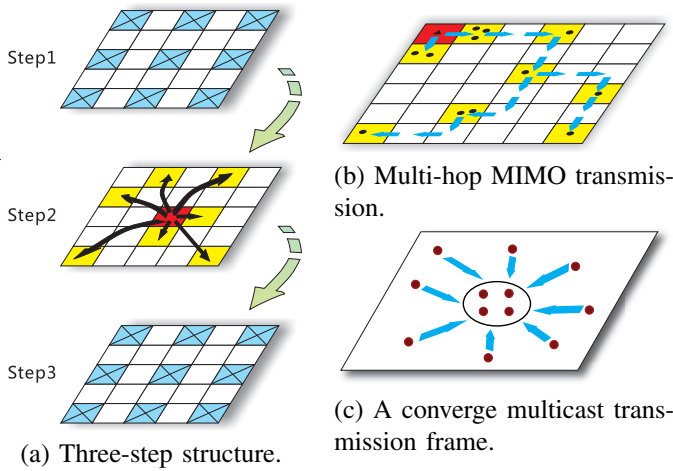 Step1
Step2
Step3
(a) Three-step structure.
(b) Multi-hop MIMO transmis-
sion.
(c) A converge multicast trans-
mission frame.